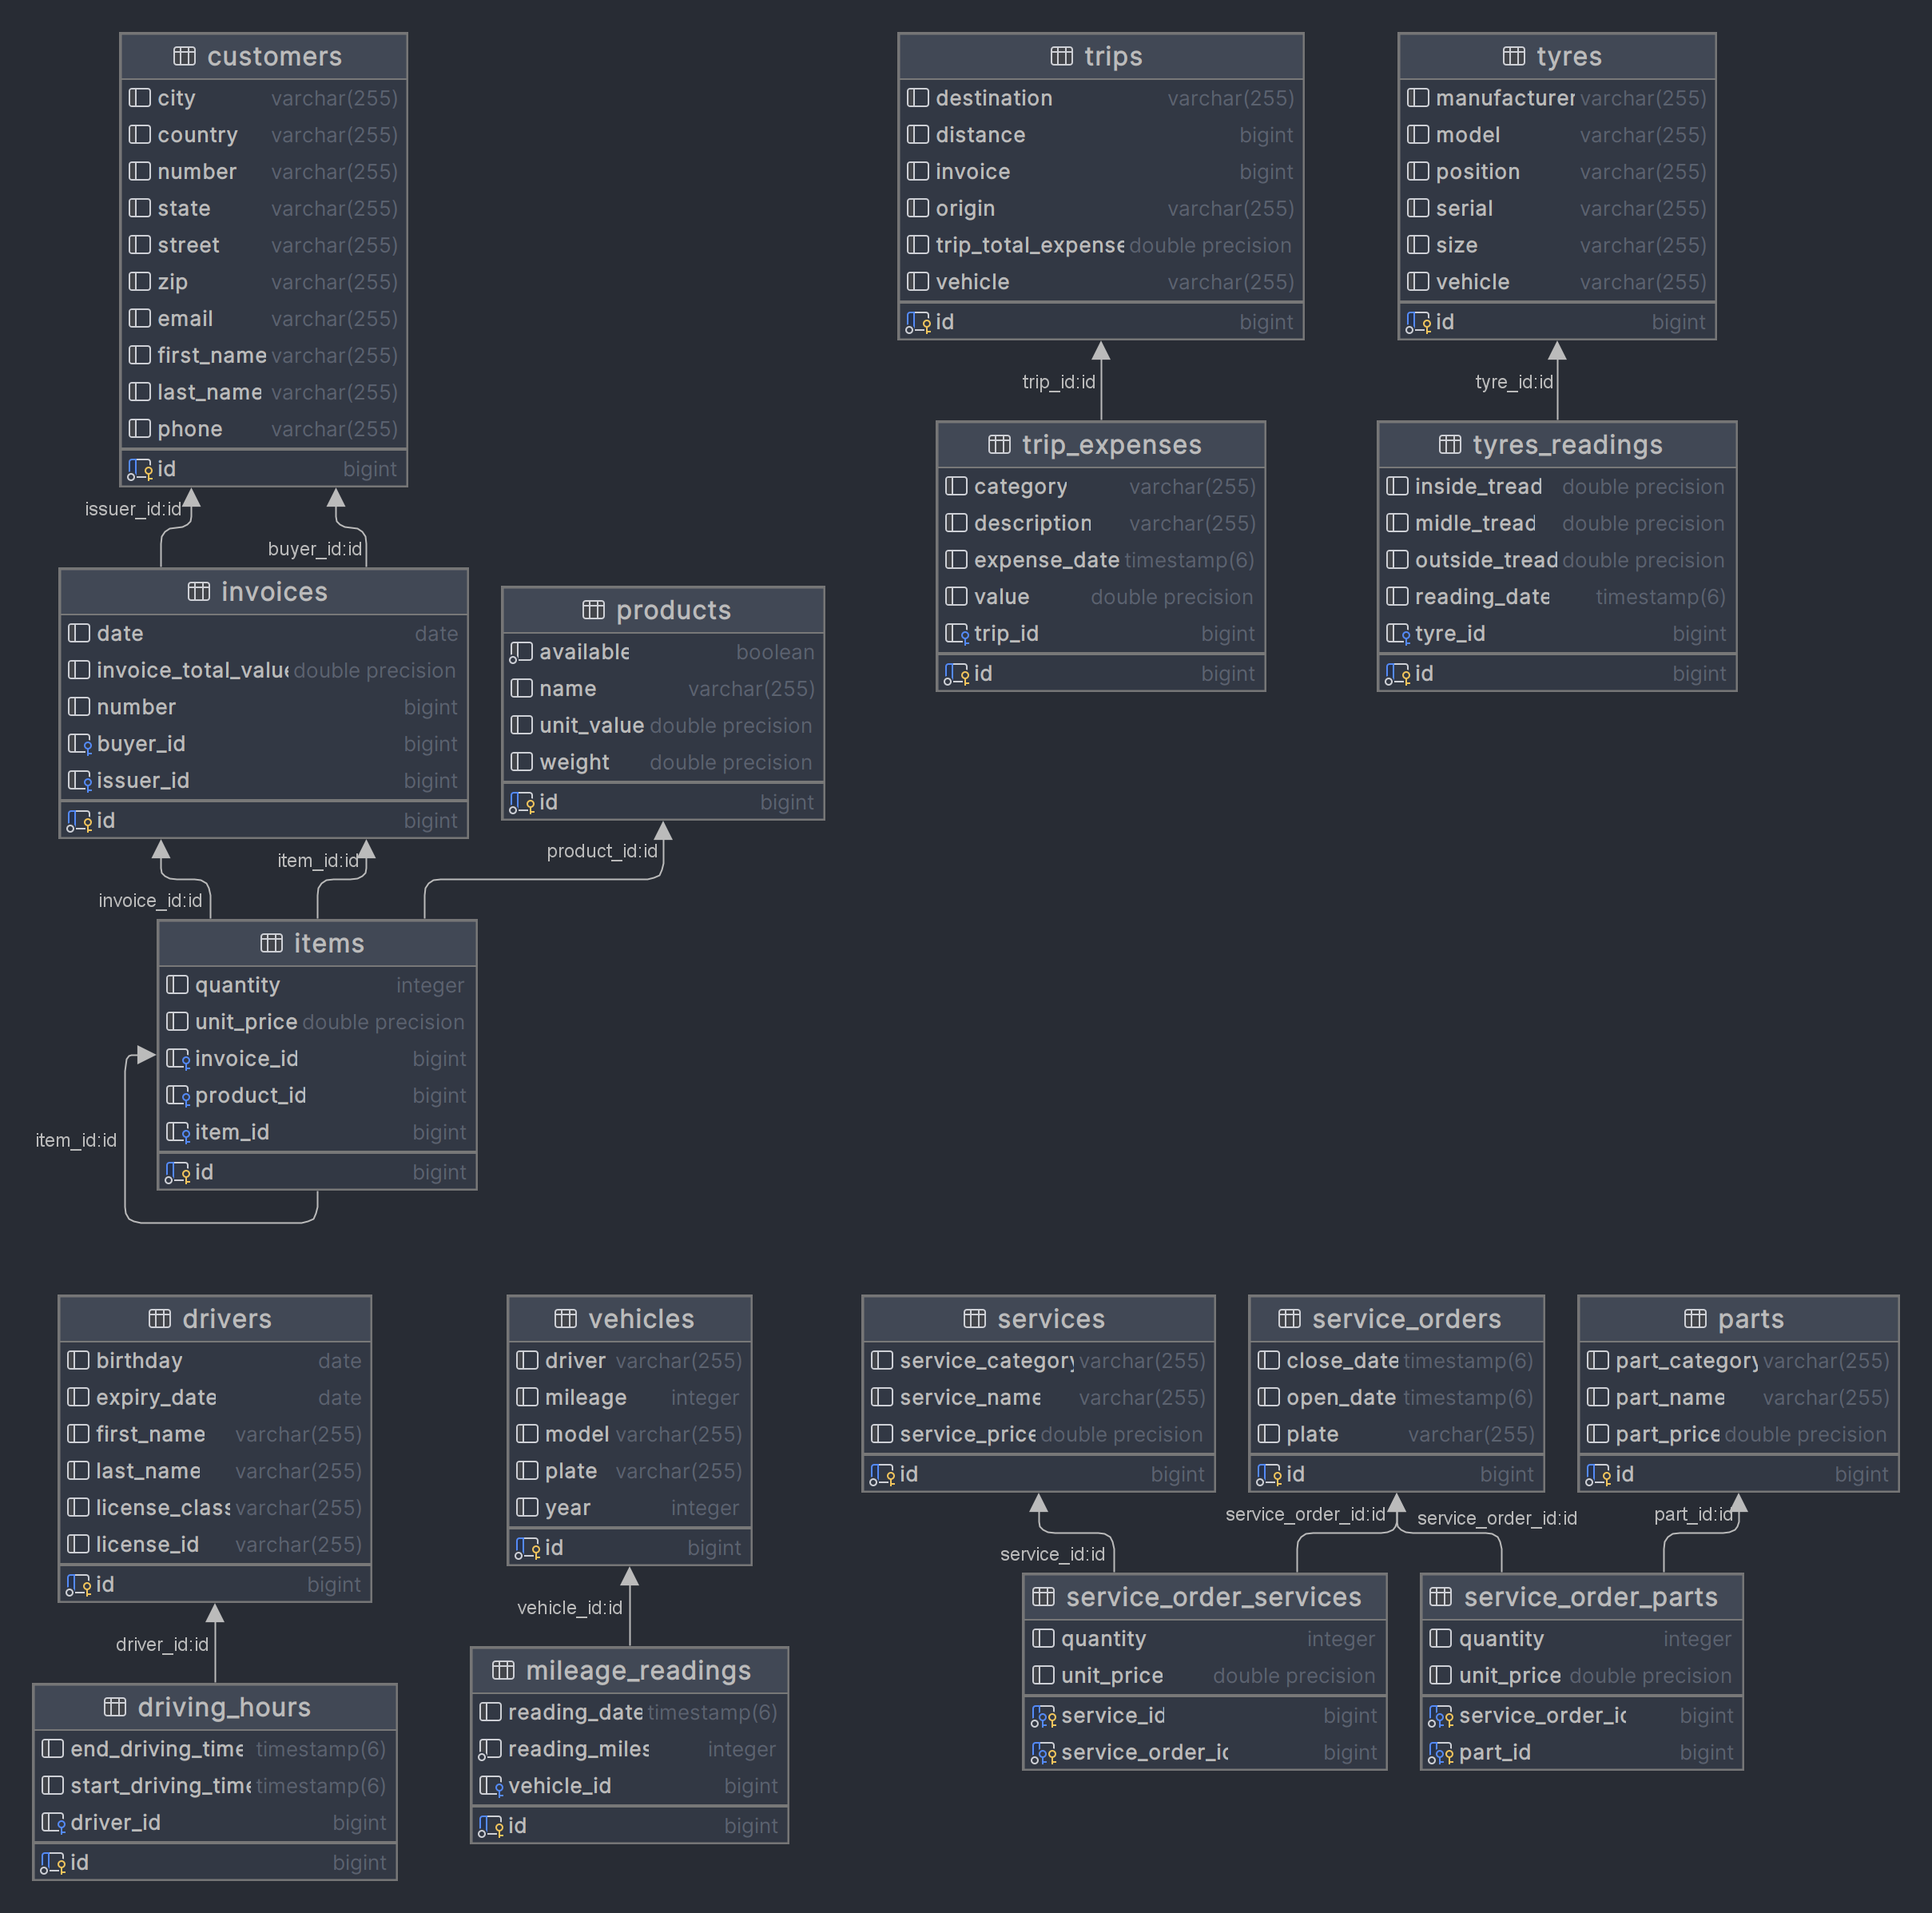 customers
city varchar(255)
country varchar(255)
number varchar(255)
state varchar(255)
street varchar(255)
zip varchar(255)
email varchar(255)
first_name varchar(255)
last_name varchar(255)
phone varchar(255)
id bigint
issuer_id:id
buyer_id:id
invoices
date date
invoice_total_value double precision
number bigint
buyer_id bigint
issuer_id bigint
id bigint
products
available boolean
name varchar(255)
unit_value double precision
weight double precision
id bigint
invoice_id:id
item_id:id
product_id:id
items
quantity integer
unit_price double precision
invoice_id bigint
product_id bigint
item_id bigint
id bigint
item_id:id
trips
destination varchar(255)
distance bigint
invoice bigint
origin varchar(255)
trip_total_expense double precision
vehicle varchar(255)
id bigint
trip_id:id
trip_expenses
category varchar(255)
description varchar(255)
expense_date timestamp(6)
value double precision
trip_id bigint
id bigint
tyres
manufacturer varchar(255)
model varchar(255)
position varchar(255)
serial varchar(255)
size varchar(255)
vehicle varchar(255)
id bigint
tyre_id:id
tyres_readings
inside_tread double precision
midle_tread double precision
outside_tread double precision
reading_date timestamp(6)
tyre_id bigint
id bigint
drivers
birthday date
expiry_date date
first_name varchar(255)
last_name varchar(255)
license_class varchar(255)
license_id varchar(255)
id bigint
driver_id:id
driving_hours
end_driving_time timestamp(6)
start_driving_time timestamp(6)
driver_id bigint
id bigint
vehicles
driver varchar(255)
mileage integer
model varchar(255)
plate varchar(255)
year integer
id bigint
vehicle_id:id
mileage_readings
reading_date timestamp(6)
reading_miles integer
vehicle_id bigint
id bigint
services
service_category varchar(255)
service_name varchar(255)
service_price double precision
id bigint
service_orders
close_date timestamp(6)
open_date timestamp(6)
plate varchar(255)
id bigint
parts
part_category varchar(255)
part_name varchar(255)
part_price double precision
id bigint
service_id:id
service_order_id:id
service_order_id:id
part_id:id
service_order_services
quantity integer
unit_price double precision
service_id bigint
service_order_id bigint
service_order_parts
quantity integer
unit_price double precision
service_order_id bigint
part_id bigint